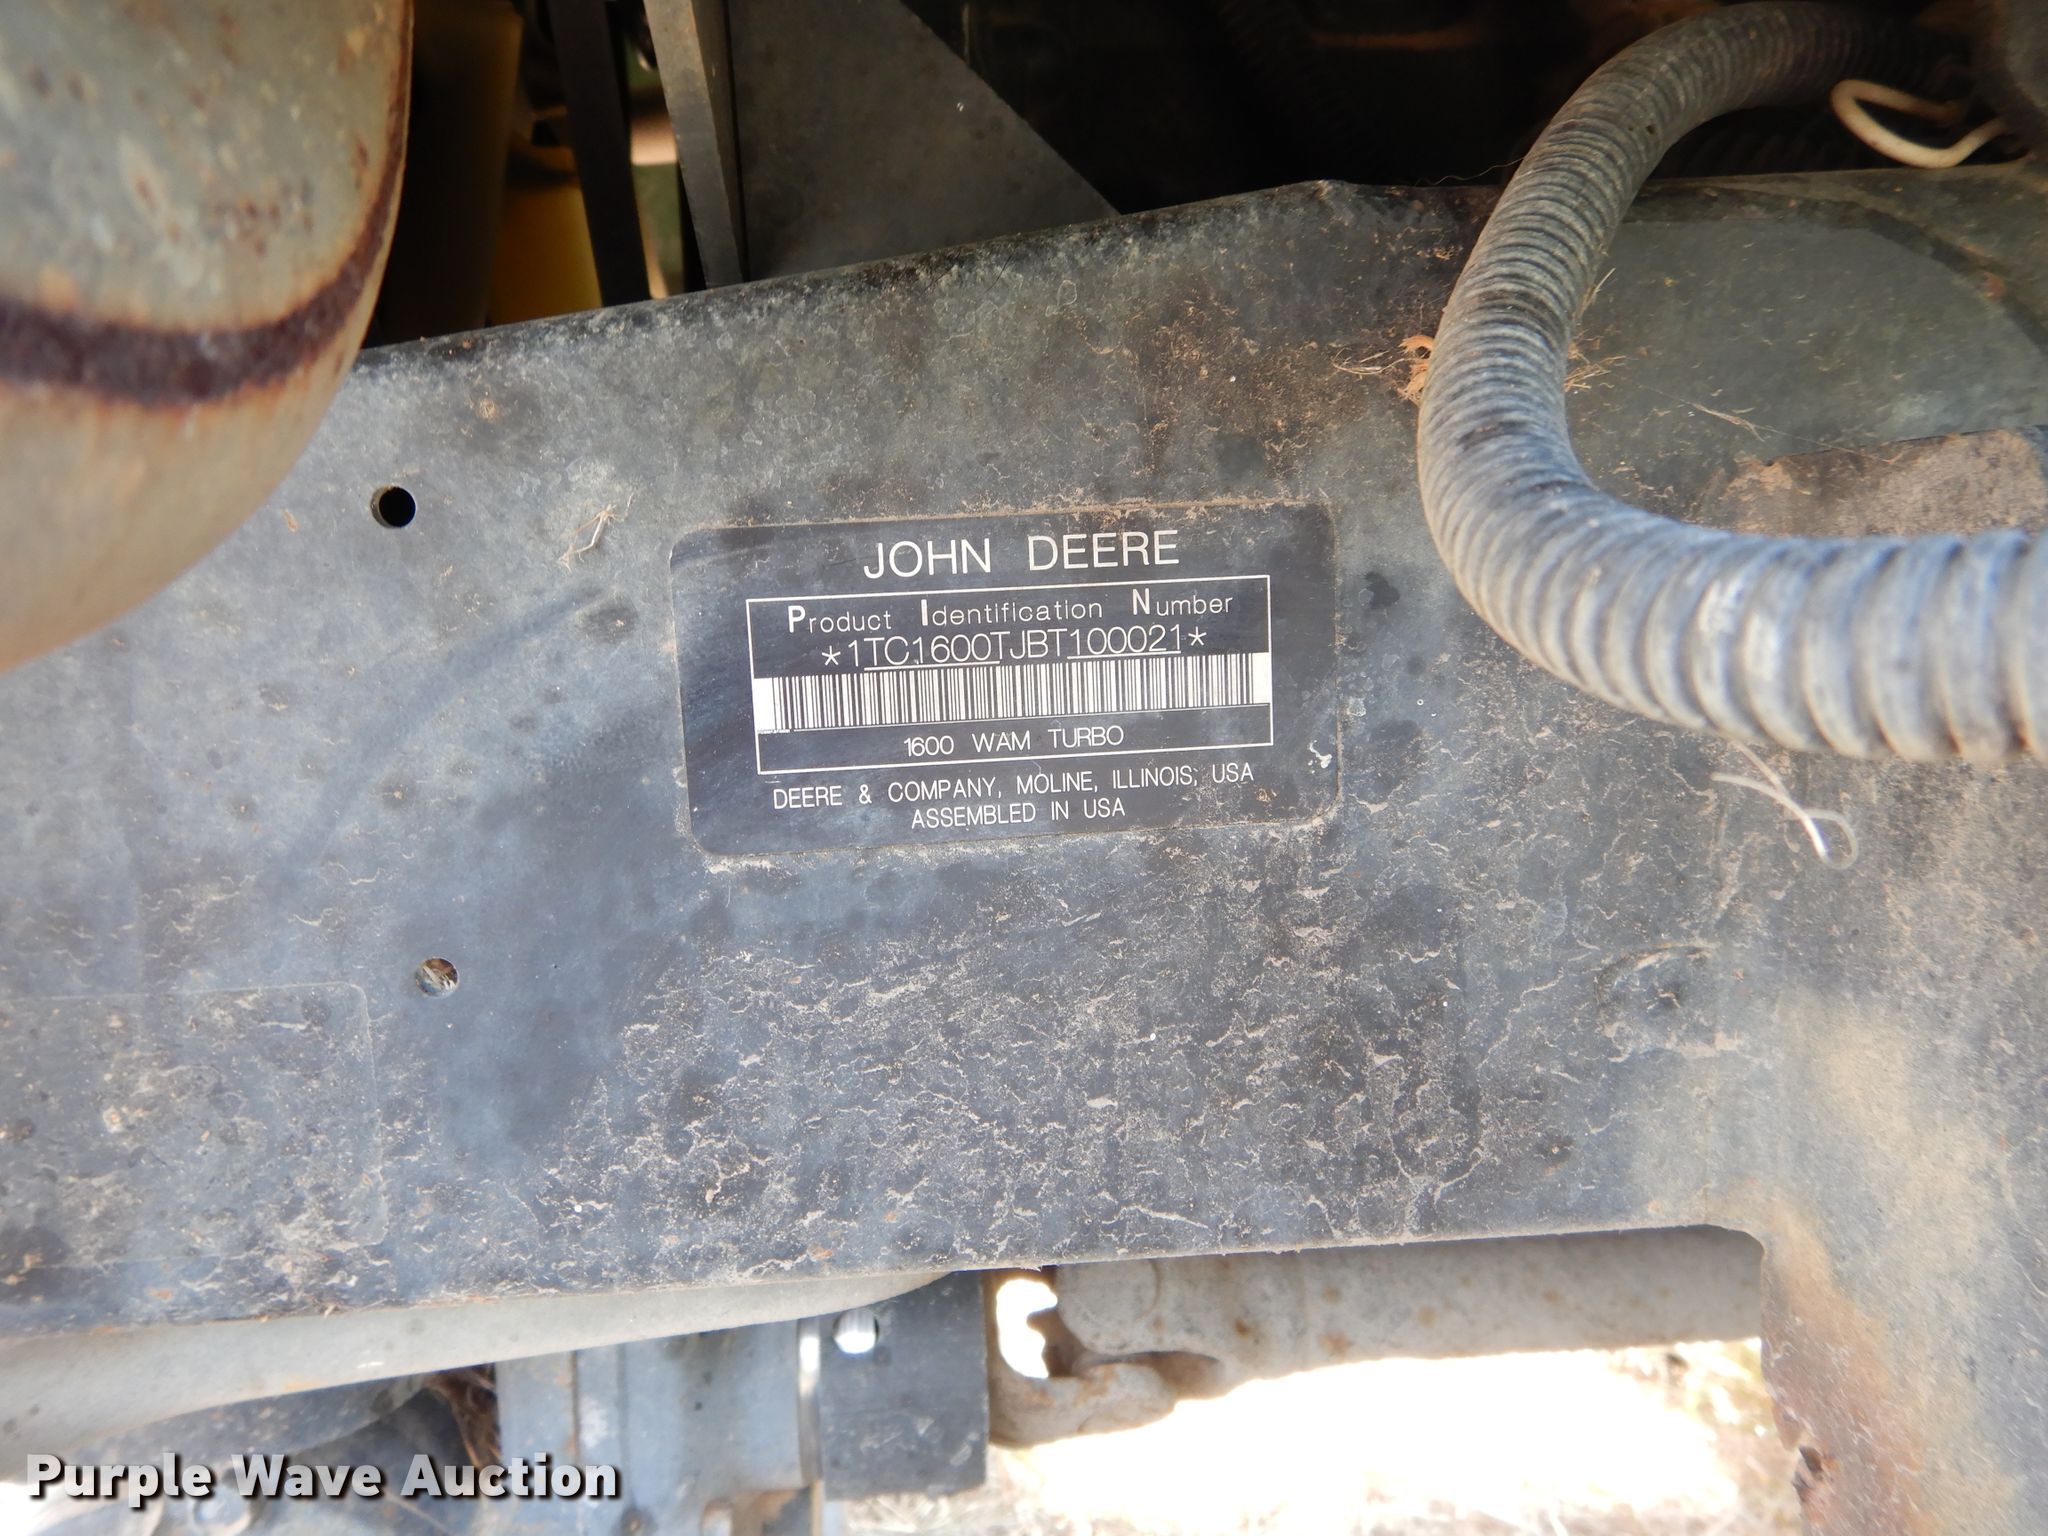 JOHN DEERE
Product Identification Number
*1TC1600TJBT100021*
1600 WAM TURBO
DEERE & COMPANY, MOLINE, ILLINOIS, USA
ASSEMBLED IN USA
Purple Wave Auction